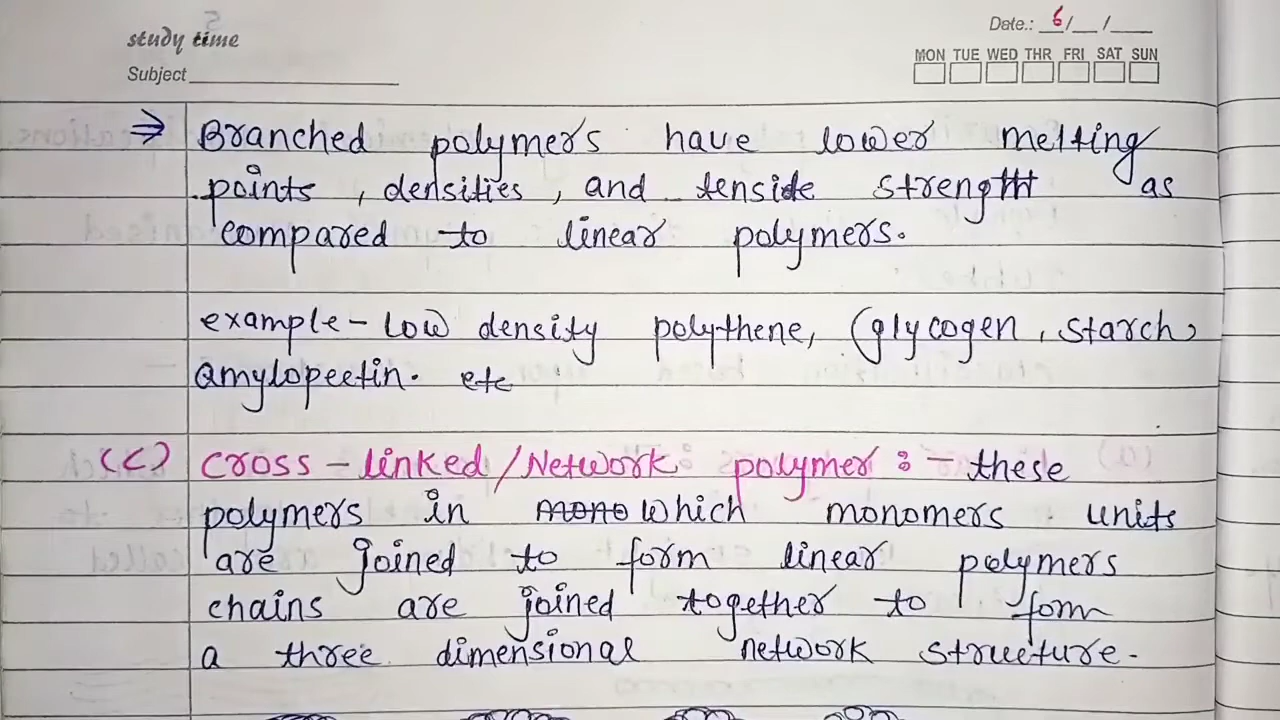 study time
Subject
Date.: 6/ / 
MON TUE WED THR FRI SAT SUN
⇒ Branched polymers have lower melting
points, densities, and tenside strength as
compared to linear polymers.
example - Low density polythene, (glycogen, starch,
Amylopectin. etc
(C) Cross-linked/Network: polymer :- these
polymers in mono which monomers units
are joined to form linear polymers
chains are joined together to form
a three dimensional network structure.